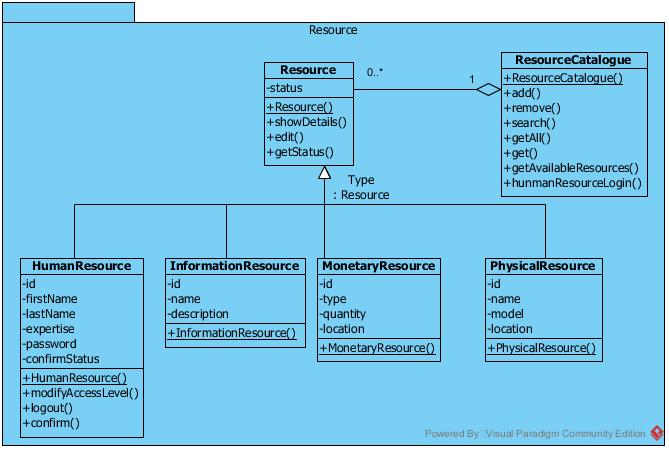 Resource
Resource
-status
+Resource()
+showDetails()
+edit()
+getStatus()
0..*
1
ResourceCatalogue
+ResourceCatalogue()
+add()
+remove()
+search()
+getAll()
+get()
+getAvailableResources()
+hunmanResourceLogin()
Type
: Resource
HumanResource
-id
-firstName
-lastName
-expertise
-password
-confirmStatus
+HumanResource()
+modifyAccessLevel()
+logout()
+confirm()
InformationResource
-id
-name
-description
+InformationResource()
MonetaryResource
-id
-type
-quantity
-location
+MonetaryResource()
PhysicalResource
-id
-name
-model
-location
+PhysicalResource()
Powered By Visual Paradigm Community Edition